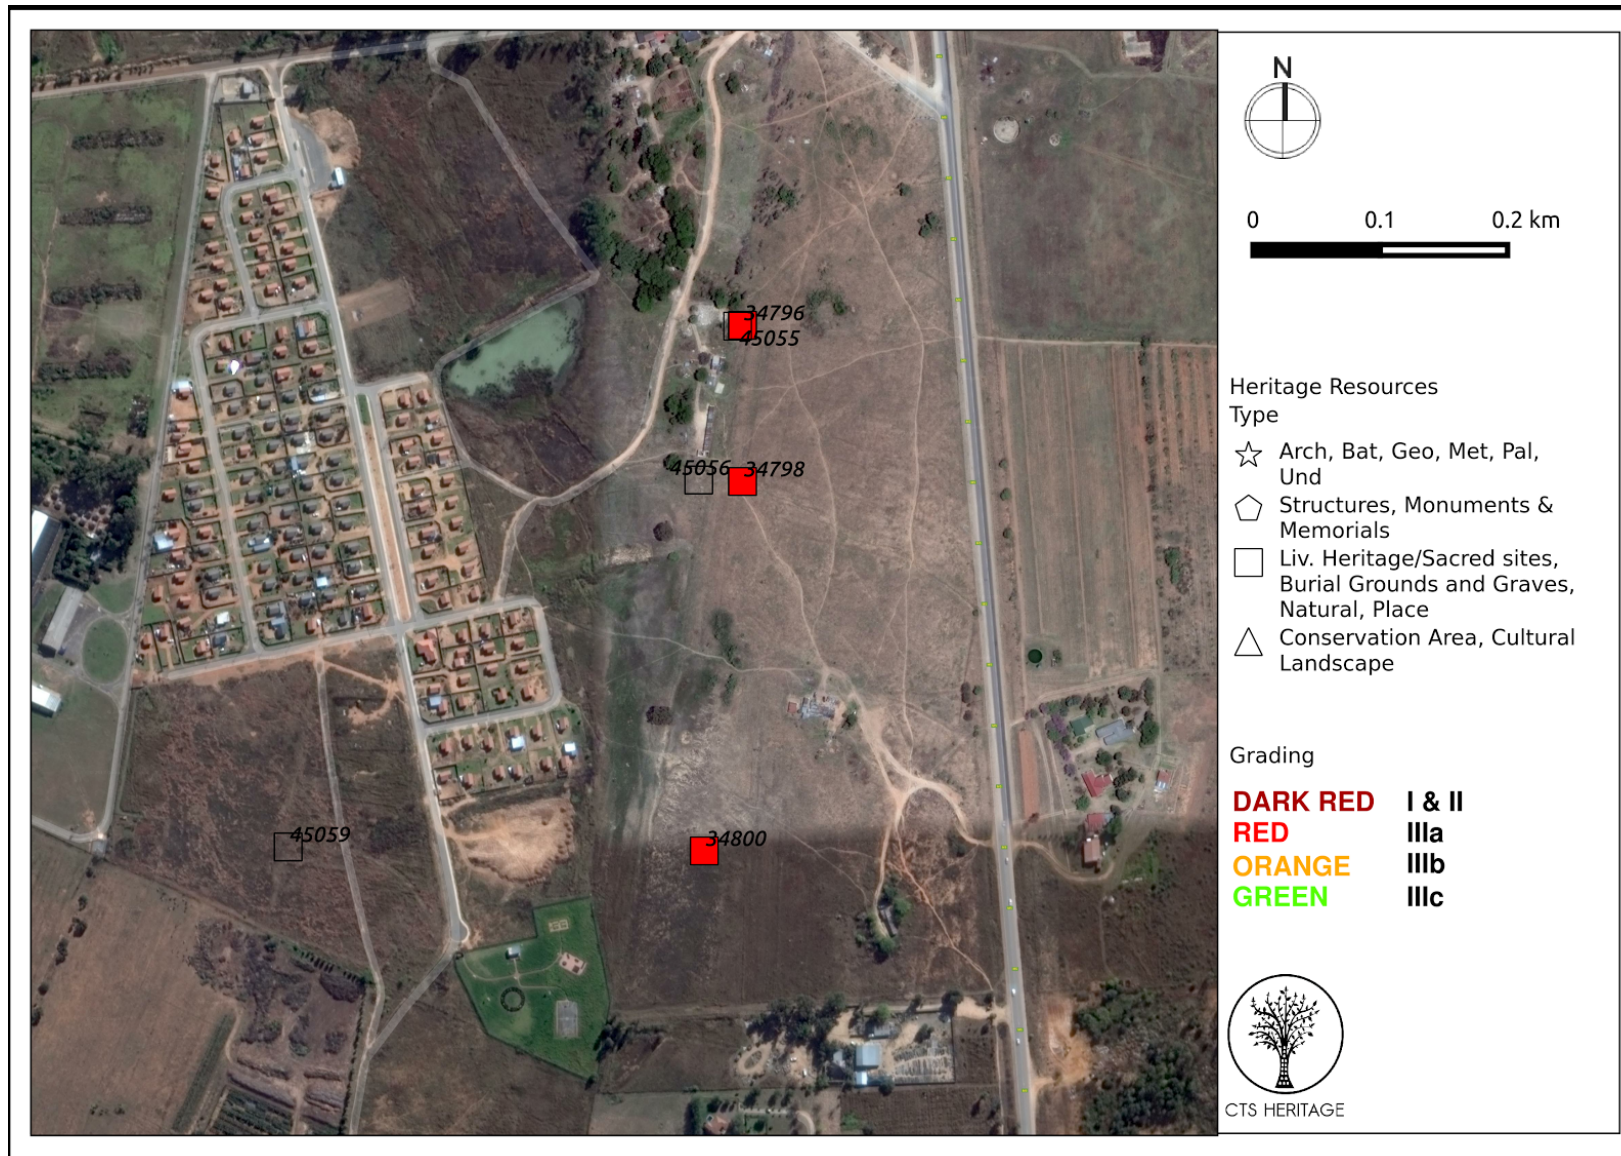 34796
45055
45056
34798
45059
34800
N
0 0.1 0.2 km
Heritage Resources
Type
Arch, Bat, Geo, Met, Pal,
Und
Structures, Monuments &
Memorials
Liv. Heritage/Sacred sites,
Burial Grounds and Graves,
Natural, Place
Conservation Area, Cultural
Landscape
Grading
DARK RED I & II
RED IIIa
ORANGE IIIb
GREEN IIIc
CTS HERITAGE